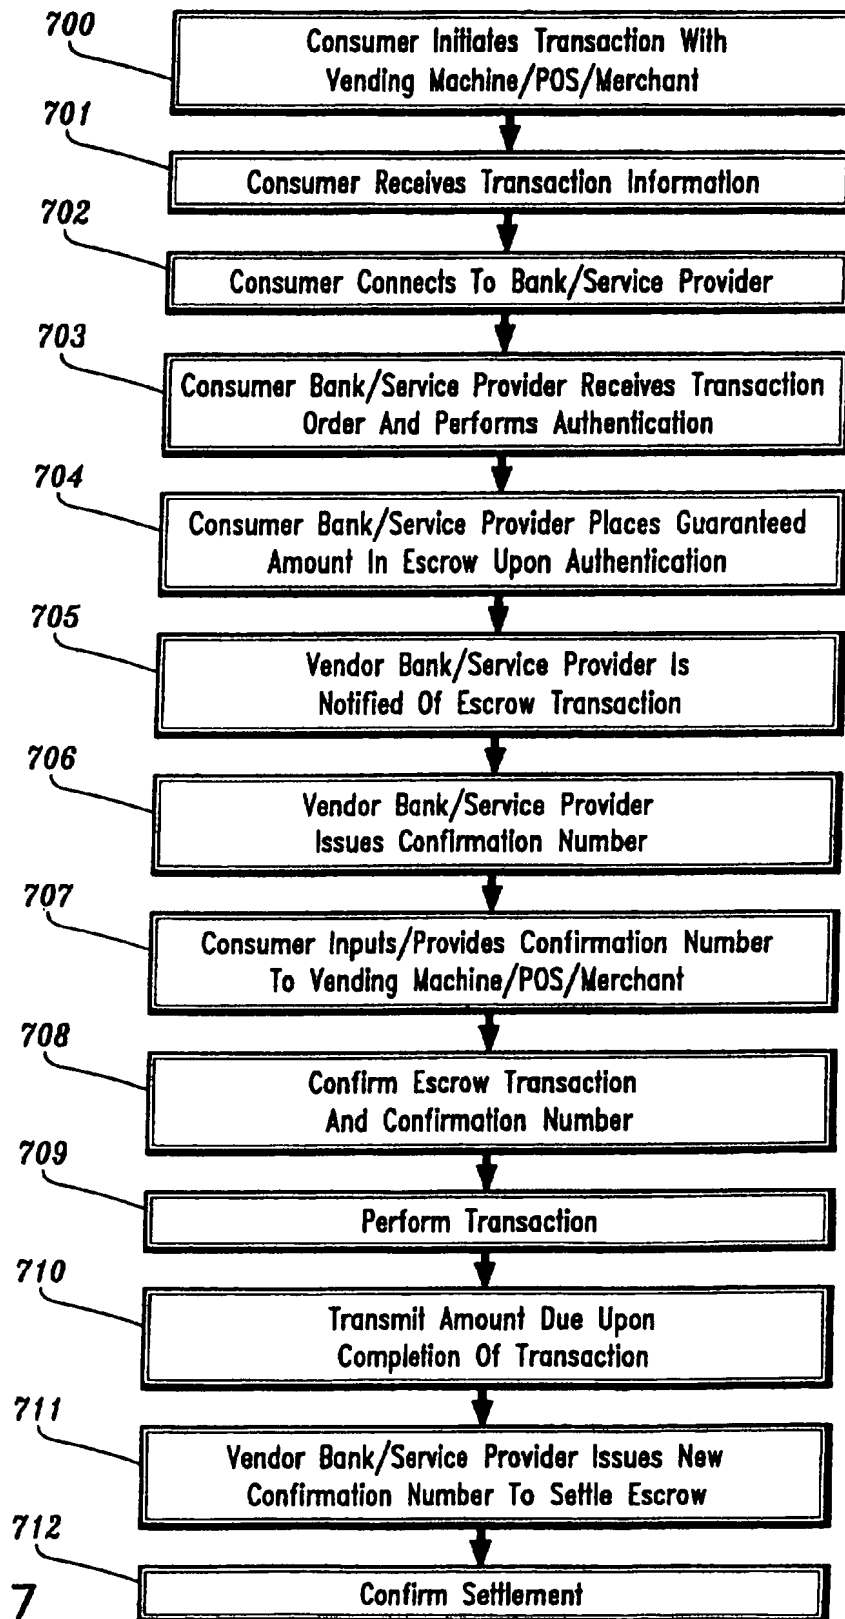 700
Consumer Initiates Transaction With
Vending Machine/POS/Merchant
701
Consumer Receives Transaction Information
702
Consumer Connects To Bank/Service Provider
703
Consumer Bank/Service Provider Receives Transaction
Order And Performs Authentication
704
Consumer Bank/Service Provider Places Guaranteed
Amount In Escrow Upon Authentication
705
Vendor Bank/Service Provider Is
Notified Of Escrow Transaction
706
Vendor Bank/Service Provider
Issues Confirmation Number
707
Consumer Inputs/Provides Confirmation Number
To Vending Machine/POS/Merchant
708
Confirm Escrow Transaction
And Confirmation Number
709
Perform Transaction
710
Transmit Amount Due Upon
Completion Of Transaction
711
Vendor Bank/Service Provider Issues New
Confirmation Number To Settle Escrow
712
Confirm Settlement
7